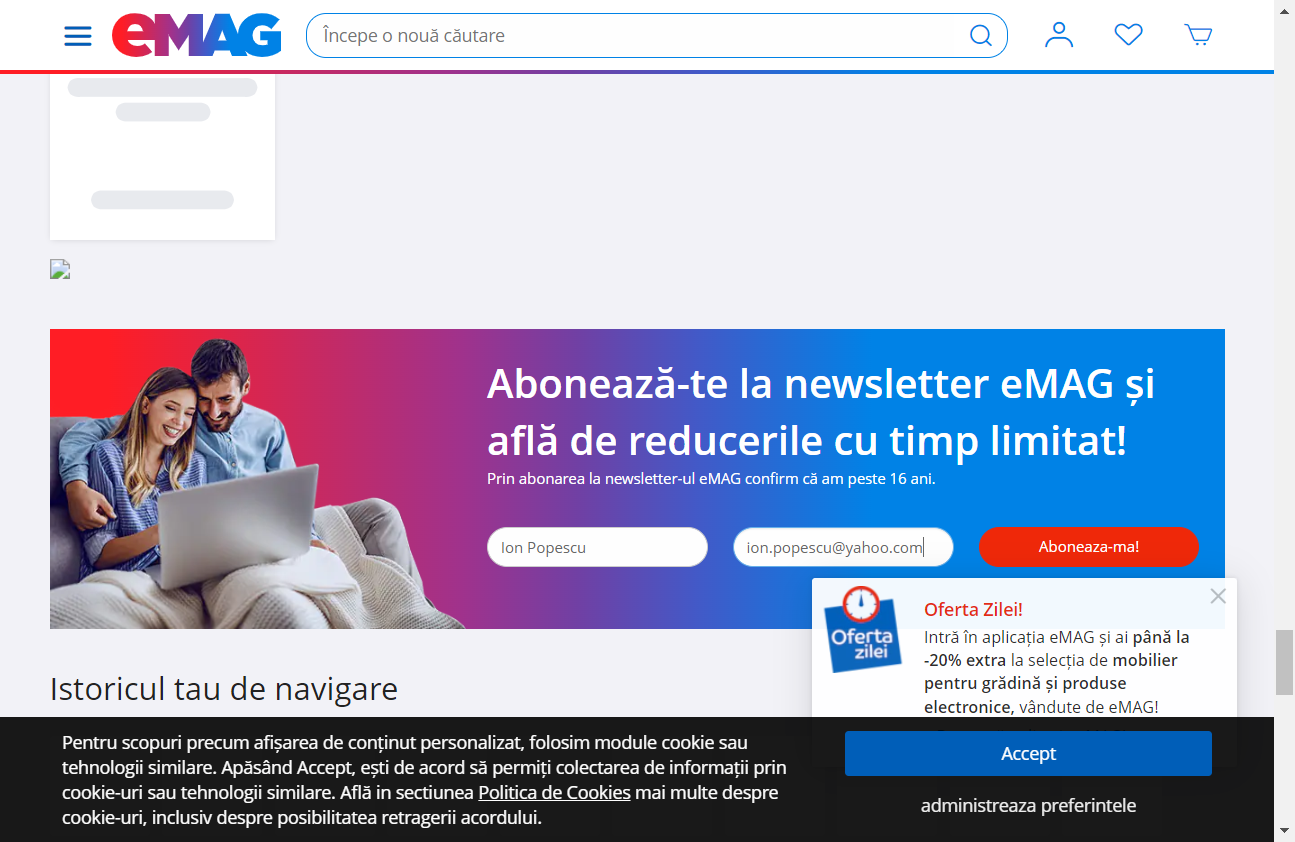 eMAG
Începe o nouă căutare
Abonează-te la newsletter eMAG și
află de reducerile cu timp limitat!
Prin abonarea la newsletter-ul eMAG confirm că am peste 16 ani.
Ion Popescu
ion.popescu@yahoo.com
Aboneaza-ma!
Oferta
zilei
Oferta Zilei!
Intră în aplicația eMAG și ai până la
-20% extra la selecția de mobilier
pentru grădină și produse
electronice, vândute de eMAG!
Istoricul tau de navigare
Pentru scopuri precum afișarea de conținut personalizat, folosim module cookie sau
tehnologii similare. Apăsând Accept, ești de acord să permiți colectarea de informații prin
cookie-uri sau tehnologii similare. Află in sectiunea Politica de Cookies mai multe despre
cookie-uri, inclusiv despre posibilitatea retragerii acordului.
Accept
administreaza preferintele